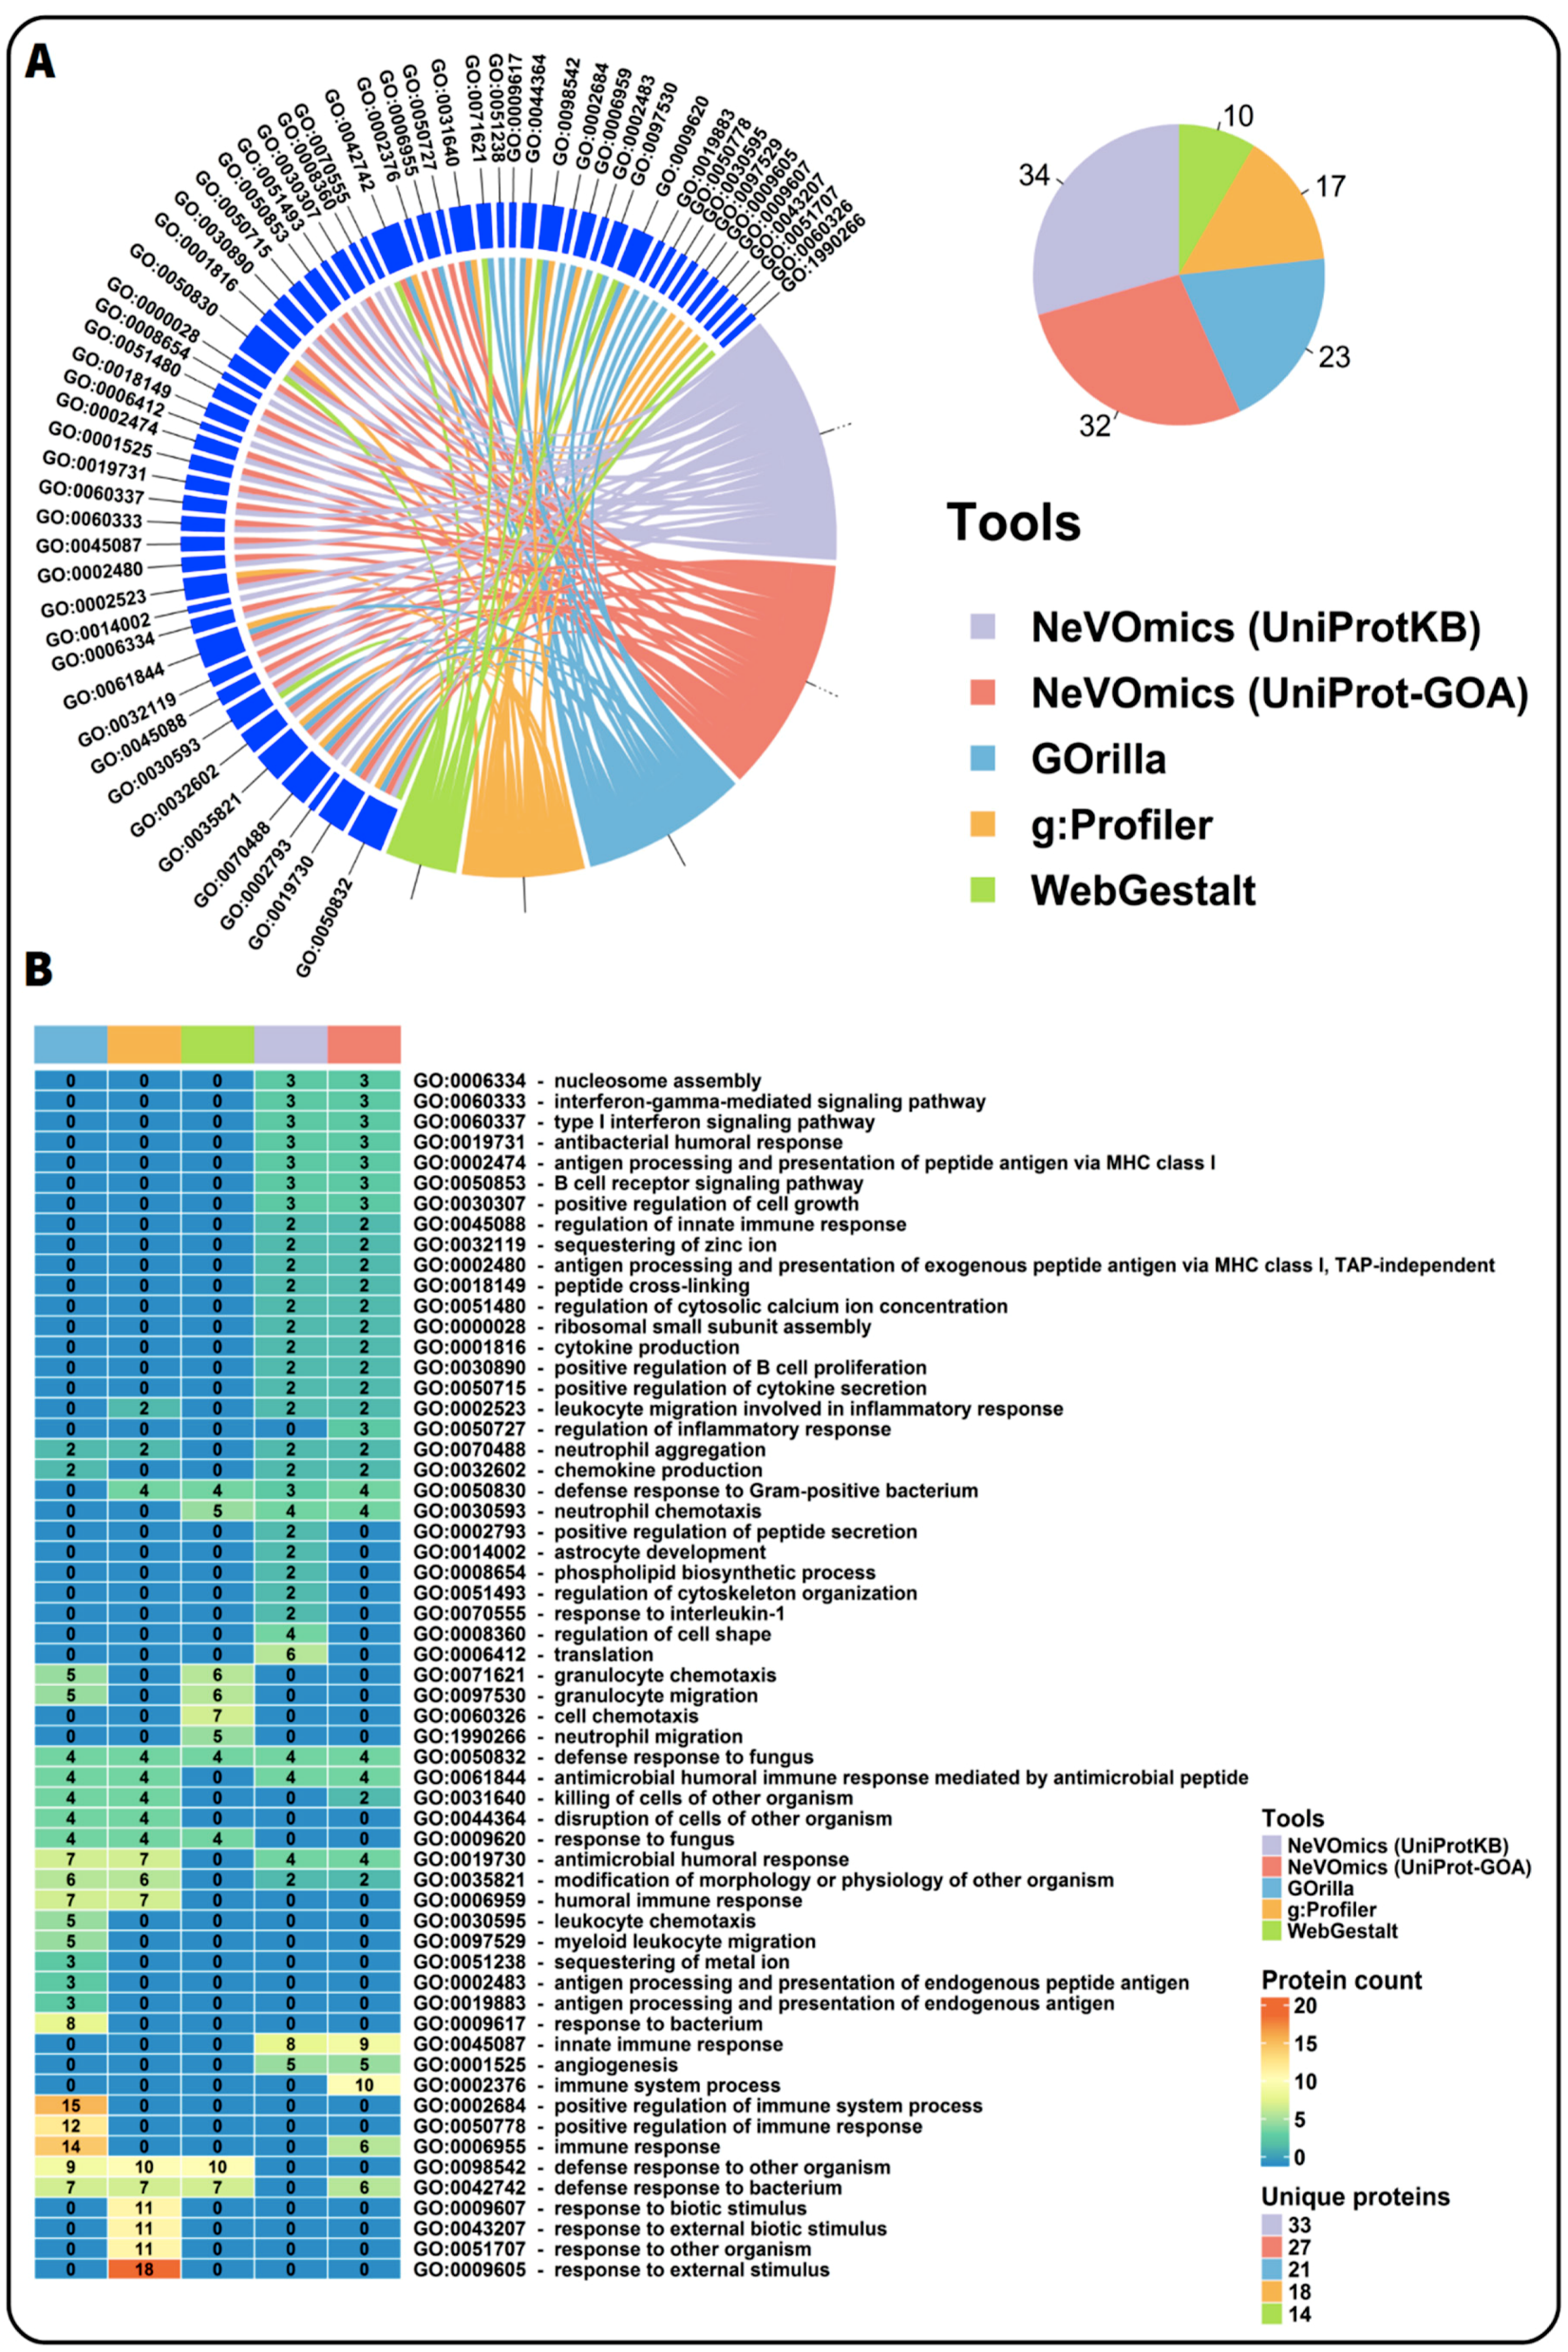 A
GO:0050832
GO:0019730
GO:0002793
GO:0070488
GO:0035821
GO:0032602
GO:0030593
GO:0045088
GO:0032119
GO:0061844
GO:0006334
GO:0014002
GO:0002523
GO:0002480
GO:0045087
GO:0060333
GO:0060337
GO:0019731
GO:0001525
GO:0002474
GO:0006412
GO:0018149
GO:0051480
GO:0008654
GO:0000028
GO:0050830
GO:0001816
GO:0030890
GO:0050715
GO:0050853
GO:0051493
GO:0030307
GO:0008360
GO:0070555
GO:0042742
GO:0002376
GO:0006955
GO:0050727
GO:0031640
GO:0071621
GO:0051238
GO:0009617
GO:0044364
GO:0098542
GO:0002684
GO:0006959
GO:0002483
GO:0097530
GO:0009620
GO:0019883
GO:0050778
GO:0030595
GO:0097529
GO:0009605
GO:0009607
GO:0043207
GO:0051707
GO:0060326
GO:1990266
10
17
23
32
34
Tools
NeVOmics (UniProtKB)
NeVOmics (UniProt-GOA)
GOrilla
g:Profiler
WebGestalt
B
0 0 0 3 3 GO:0006334 - nucleosome assembly
0 0 0 3 3 GO:0060333 - interferon-gamma-mediated signaling pathway
0 0 0 3 3 GO:0060337 - type I interferon signaling pathway
0 0 0 3 3 GO:0019731 - antibacterial humoral response
0 0 0 3 3 GO:0002474 - antigen processing and presentation of peptide antigen via MHC class I
0 0 0 3 3 GO:0050853 - B cell receptor signaling pathway
0 0 0 3 3 GO:0030307 - positive regulation of cell growth
0 0 0 2 2 GO:0045088 - regulation of innate immune response
0 0 0 2 2 GO:0032119 - sequestering of zinc ion
0 0 0 2 2 GO:0002480 - antigen processing and presentation of exogenous peptide antigen via MHC class I, TAP-independent
0 0 0 2 2 GO:0018149 - peptide cross-linking
0 0 0 2 2 GO:0051480 - regulation of cytosolic calcium ion concentration
0 0 0 2 2 GO:0000028 - ribosomal small subunit assembly
0 0 0 2 2 GO:0001816 - cytokine production
0 0 0 2 2 GO:0030890 - positive regulation of B cell proliferation
0 0 0 2 2 GO:0050715 - positive regulation of cytokine secretion
0 2 0 2 2 GO:0002523 - leukocyte migration involved in inflammatory response
0 0 0 0 3 GO:0050727 - regulation of inflammatory response
2 2 0 2 2 GO:0070488 - neutrophil aggregation
2 0 0 2 2 GO:0032602 - chemokine production
0 4 4 3 4 GO:0050830 - defense response to Gram-positive bacterium
0 0 5 4 4 GO:0030593 - neutrophil chemotaxis
0 0 0 2 0 GO:0002793 - positive regulation of peptide secretion
0 0 0 2 0 GO:0014002 - astrocyte development
0 0 0 2 0 GO:0008654 - phospholipid biosynthetic process
0 0 0 2 0 GO:0051493 - regulation of cytoskeleton organization
0 0 0 2 0 GO:0070555 - response to interleukin-1
0 0 0 4 0 GO:0008360 - regulation of cell shape
0 0 0 6 0 GO:0006412 - translation
5 0 6 0 0 GO:0071621 - granulocyte chemotaxis
5 0 6 0 0 GO:0097530 - granulocyte migration
0 0 7 0 0 GO:0060326 - cell chemotaxis
0 0 5 0 0 GO:1990266 - neutrophil migration
4 4 4 4 4 GO:0050832 - defense response to fungus
4 4 0 4 4 GO:0061844 - antimicrobial humoral immune response mediated by antimicrobial peptide
4 4 0 0 2 GO:0031640 - killing of cells of other organism
4 4 0 0 0 GO:0044364 - disruption of cells of other organism
4 4 4 0 0 GO:0009620 - response to fungus
7 7 0 4 4 GO:0019730 - antimicrobial humoral response
6 6 0 2 2 GO:0035821 - modification of morphology or physiology of other organism
7 7 0 0 0 GO:0006959 - humoral immune response
5 0 0 0 0 GO:0030595 - leukocyte chemotaxis
5 0 0 0 0 GO:0097529 - myeloid leukocyte migration
3 0 0 0 0 GO:0051238 - sequestering of metal ion
3 0 0 0 0 GO:0002483 - antigen processing and presentation of endogenous peptide antigen
3 0 0 0 0 GO:0019883 - antigen processing and presentation of endogenous antigen
8 0 0 0 0 GO:0009617 - response to bacterium
0 0 0 8 9 GO:0045087 - innate immune response
0 0 0 5 5 GO:0001525 - angiogenesis
0 0 0 0 10 GO:0002376 - immune system process
15 0 0 0 0 GO:0002684 - positive regulation of immune system process
12 0 0 0 0 GO:0050778 - positive regulation of immune response
14 0 0 0 6 GO:0006955 - immune response
9 10 10 0 0 GO:0098542 - defense response to other organism
7 7 7 0 6 GO:0042742 - defense response to bacterium
0 11 0 0 0 GO:0009607 - response to biotic stimulus
0 11 0 0 0 GO:0043207 - response to external biotic stimulus
0 11 0 0 0 GO:0051707 - response to other organism
0 18 0 0 0 GO:0009605 - response to external stimulus
Tools
NeVOmics (UniProtKB)
NeVOmics (UniProt-GOA)
GOrilla
g:Profiler
WebGestalt
Protein count
20
15
10
5
0
Unique proteins
33
27
21
18
14